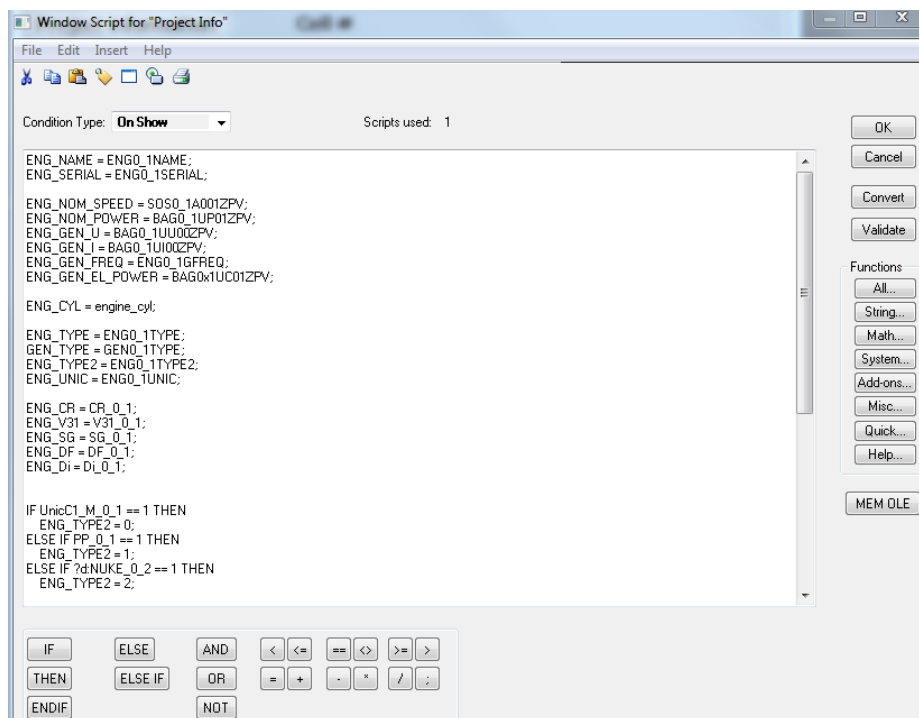 Window Script for "Project Info"
File Edit Insert Help
Condition Type: On Show Scripts used: 1
OK
Cancel
Convert
Validate
Functions
All...
String...
Math...
System...
Add-ons...
Misc...
Quick...
Help...
MEM OLE
ENG_NAME = ENG0_1NAME;
ENG_SERIAL = ENG0_1SERIAL;
ENG_NOM_SPEED = SOS0_1A001ZPV;
ENG_NOM_POWER = BAG0_1UP01ZPV;
ENG_GEN_U = BAG0_1UU00ZPV;
ENG_GEN_I = BAG0_1UI00ZPV;
ENG_GEN_FREQ = ENG0_1GFREQ;
ENG_GEN_EL_POWER = BAG0x1UC01ZPV;
ENG_CYL = engine_cyl;
ENG_TYPE = ENG0_1TYPE;
GEN_TYPE = GEN0_1TYPE;
ENG_TYPE2 = ENG0_1TYPE2;
ENG_UNIC = ENG0_1UNIC;
ENG_CR = CR_0_1;
ENG_V31 = V31_0_1;
ENG_SG = SG_0_1;
ENG_DF = DF_0_1;
ENG_Di = Di_0_1;
IF UnicC1_M_0_1 == 1 THEN
ENG_TYPE2 = 0;
ELSE IF PP_0_1 == 1 THEN
ENG_TYPE2 = 1;
ELSE IF ?d:NUKE_0_2 == 1 THEN
ENG_TYPE2 = 2;
IF ELSE AND < <= == <> >= >
THEN ELSE IF OR = + - * / ;
ENDIF NOT